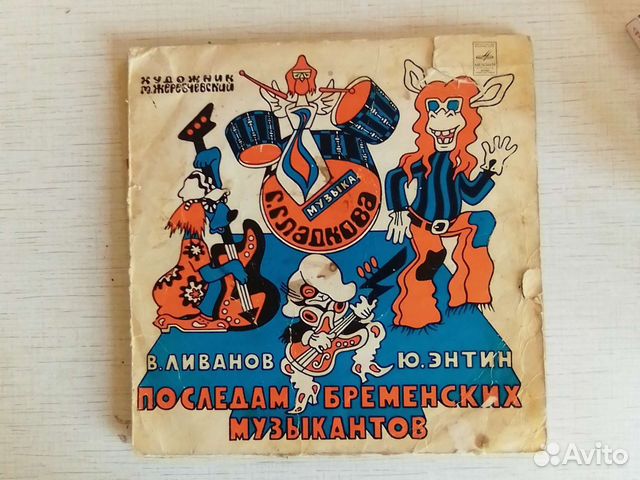 ХУДОЖНИК
М.ЖЕРЕБЧЕВСКИЙ
МУЗЫКА
Г.ГЛАДКОВА
В.ЛИВАНОВ Ю.ЭНТИН
ПО СЛЕДАМ БРЕМЕНСКИХ
МУЗЫКАНТОВ
Avito